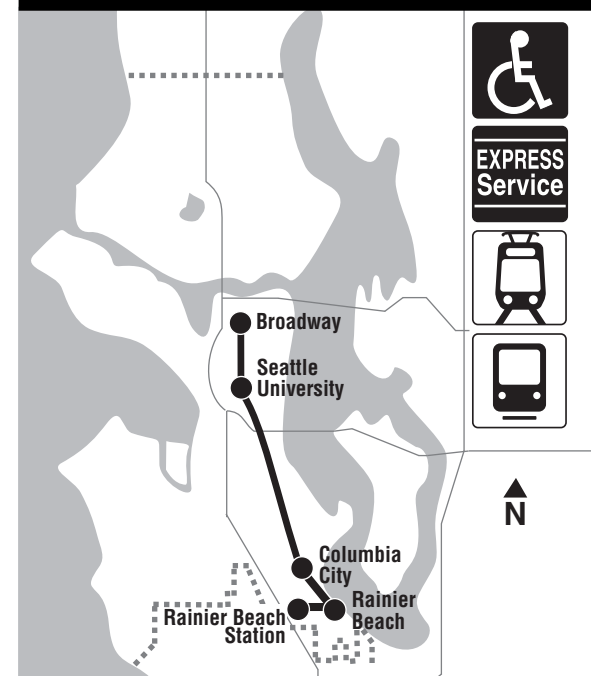 EXPRESS
Service
Broadway
Seattle
University
N
Columbia
City
Rainier
Beach
Rainier Beach
Station